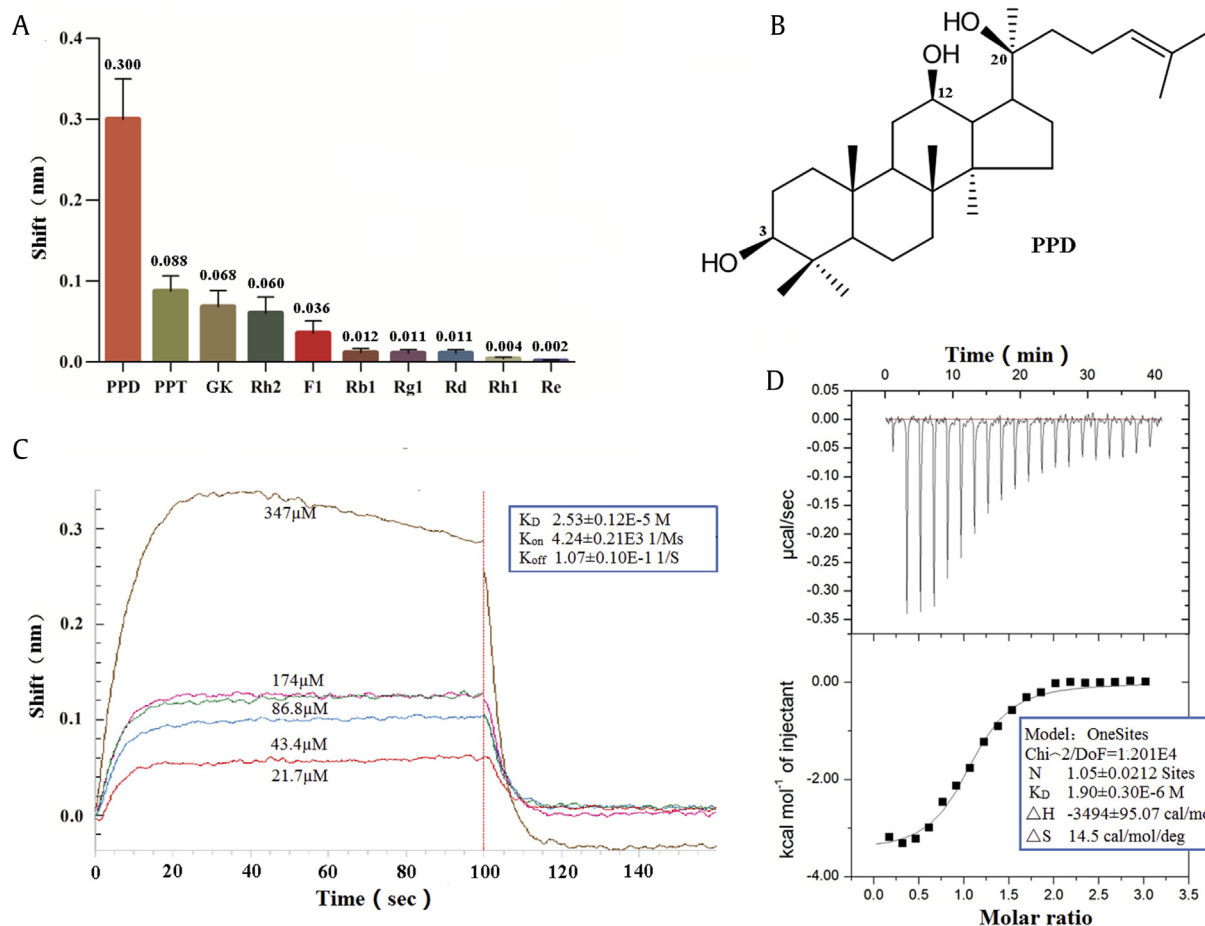 A
Shift (nm)
0.4
0.3
0.2
0.1
0.0
0.300
0.088
0.068
0.060
0.036
0.012
0.011
0.011
0.004
0.002
PPD PPT GK Rh2 F1 Rb1 Rg1 Rd Rh1 Re
B
HO
20
OH
12
3
HO
PPD
C
Shift (nm)
0.3
0.2
0.1
0.0
347μM
174μM
86.8μM
43.4μM
21.7μM
KD 2.53±0.12E-5 M
Kon 4.24±0.21E3 1/Ms
Koff 1.07±0.10E-1 1/S
0 20 40 60 80 100 120 140
Time (sec)
D
Time (min)
0 10 20 30 40
0.05
0.00
-0.05
-0.10
-0.15
-0.20
-0.25
-0.30
-0.35
μcal/sec
0.00
-2.00
-4.00
kcal mol-1 of injectant
Model: OneSites
Chi^2/DoF=1.201E4
N 1.05±0.0212 Sites
KD 1.90±0.30E-6 M
△H -3494±95.07 cal/mo
△S 14.5 cal/mol/deg
0.0 0.5 1.0 1.5 2.0 2.5 3.0 3.5
Molar ratio